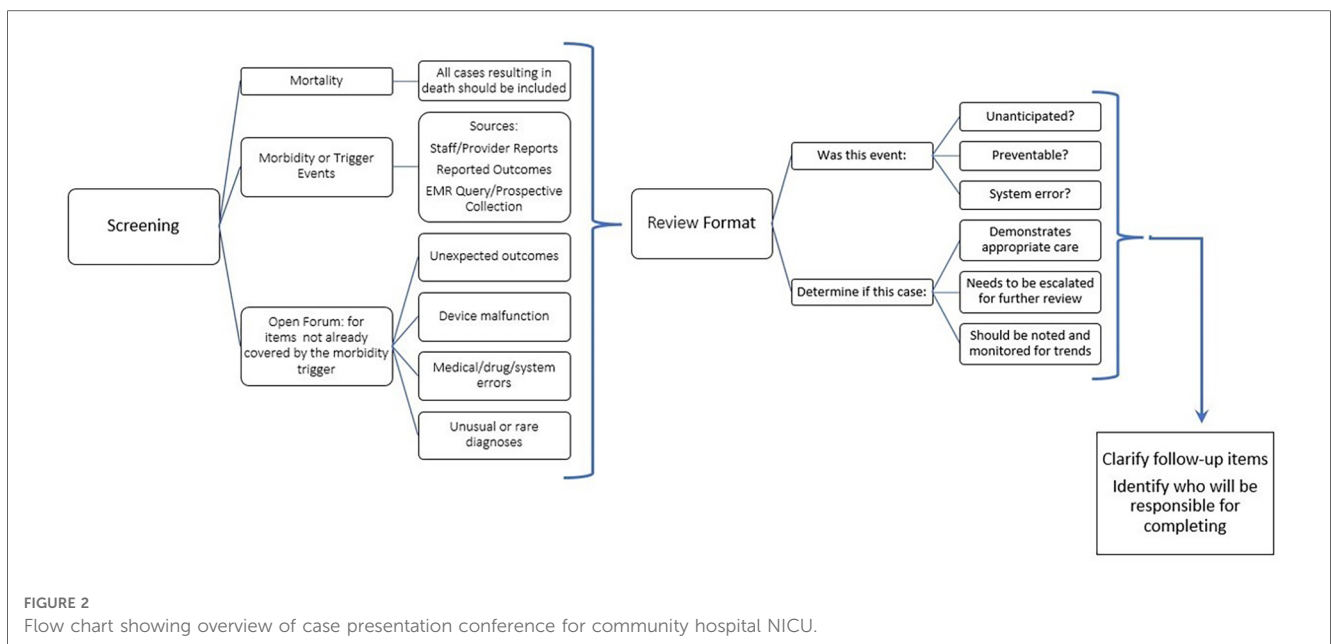 Screening
Mortality
All cases resulting in
death should be included
Morbidity or Trigger
Events
Sources:
Staff/Provider Reports
Reported Outcomes
EMR Query/Prospective
Collection
Open Forum: for
items not already
covered by the morbidity
trigger
Unexpected outcomes
Device malfunction
Medical/drug/system
errors
Unusual or rare
diagnoses
Review Format
Was this event:
Unanticipated?
Preventable?
System error?
Determine if this case:
Demonstrates
appropriate care
Needs to be escalated
for further review
Should be noted and
monitored for trends
Clarify follow-up items
Identify who will be
responsible for
completing
FIGURE 2
Flow chart showing overview of case presentation conference for community hospital NICU.